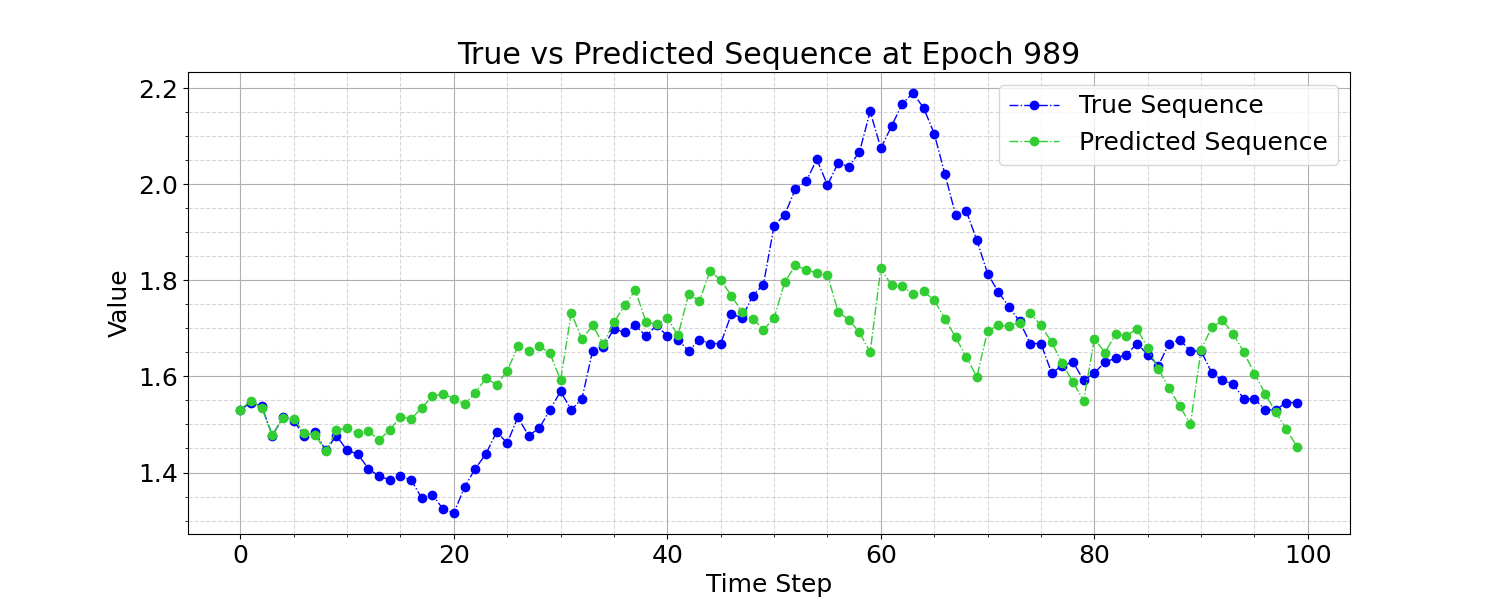 True vs Predicted Sequence at Epoch 989
True Sequence
Predicted Sequence
Value
2.2
2.0
1.8
1.6
1.4
0 20 40 60 80 100
Time Step